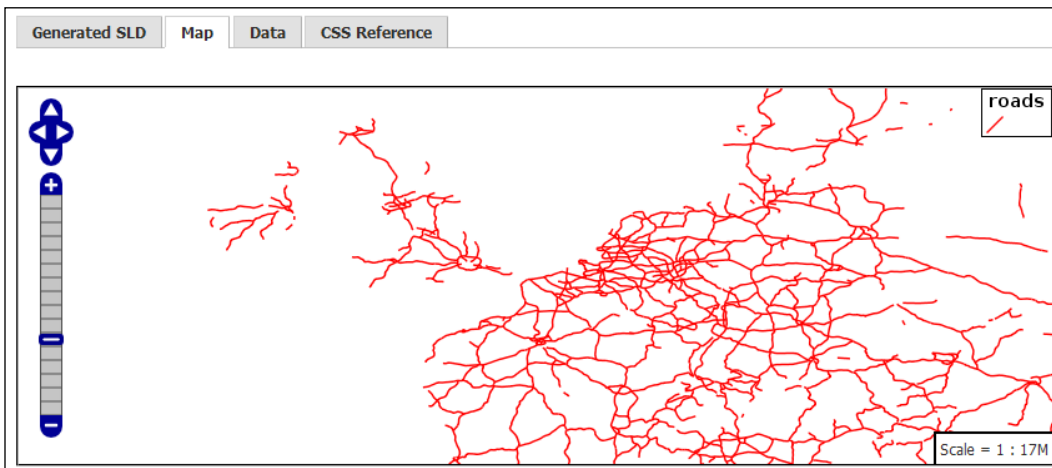 Generated SLD
Map
Data
CSS Reference
roads
Scale = 1 : 17M